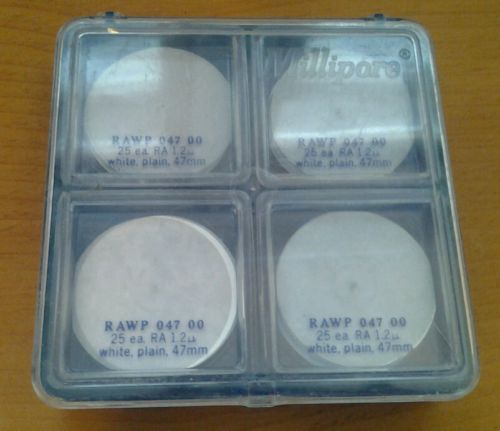 Millipore®
RAWP 047 00
25 ea. RA 1.2µ
white, plain, 47mm
RAWP 047 00
25 ea. RA 1.2µ
white, plain, 47mm
RAWP 047 00
25 ea. RA 1.2µ
white, plain, 47mm
RAWP 047 00
25 ea. RA 1.2µ
white, plain, 47mm